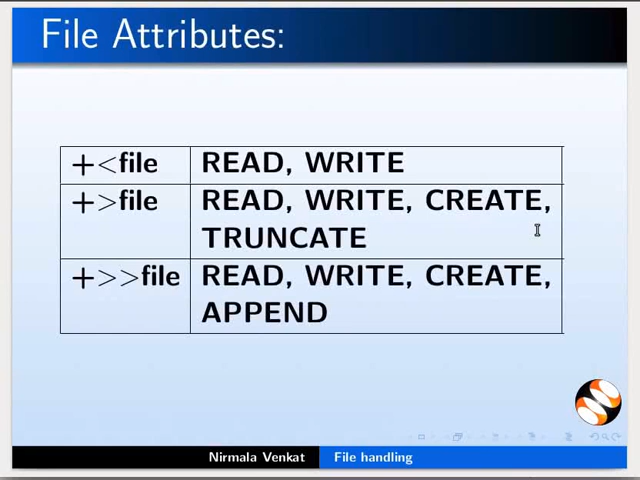 File Attributes:
+<file READ, WRITE
+>file READ, WRITE, CREATE,
TRUNCATE
+>>file READ, WRITE, CREATE,
APPEND
Nirmala Venkat File handling